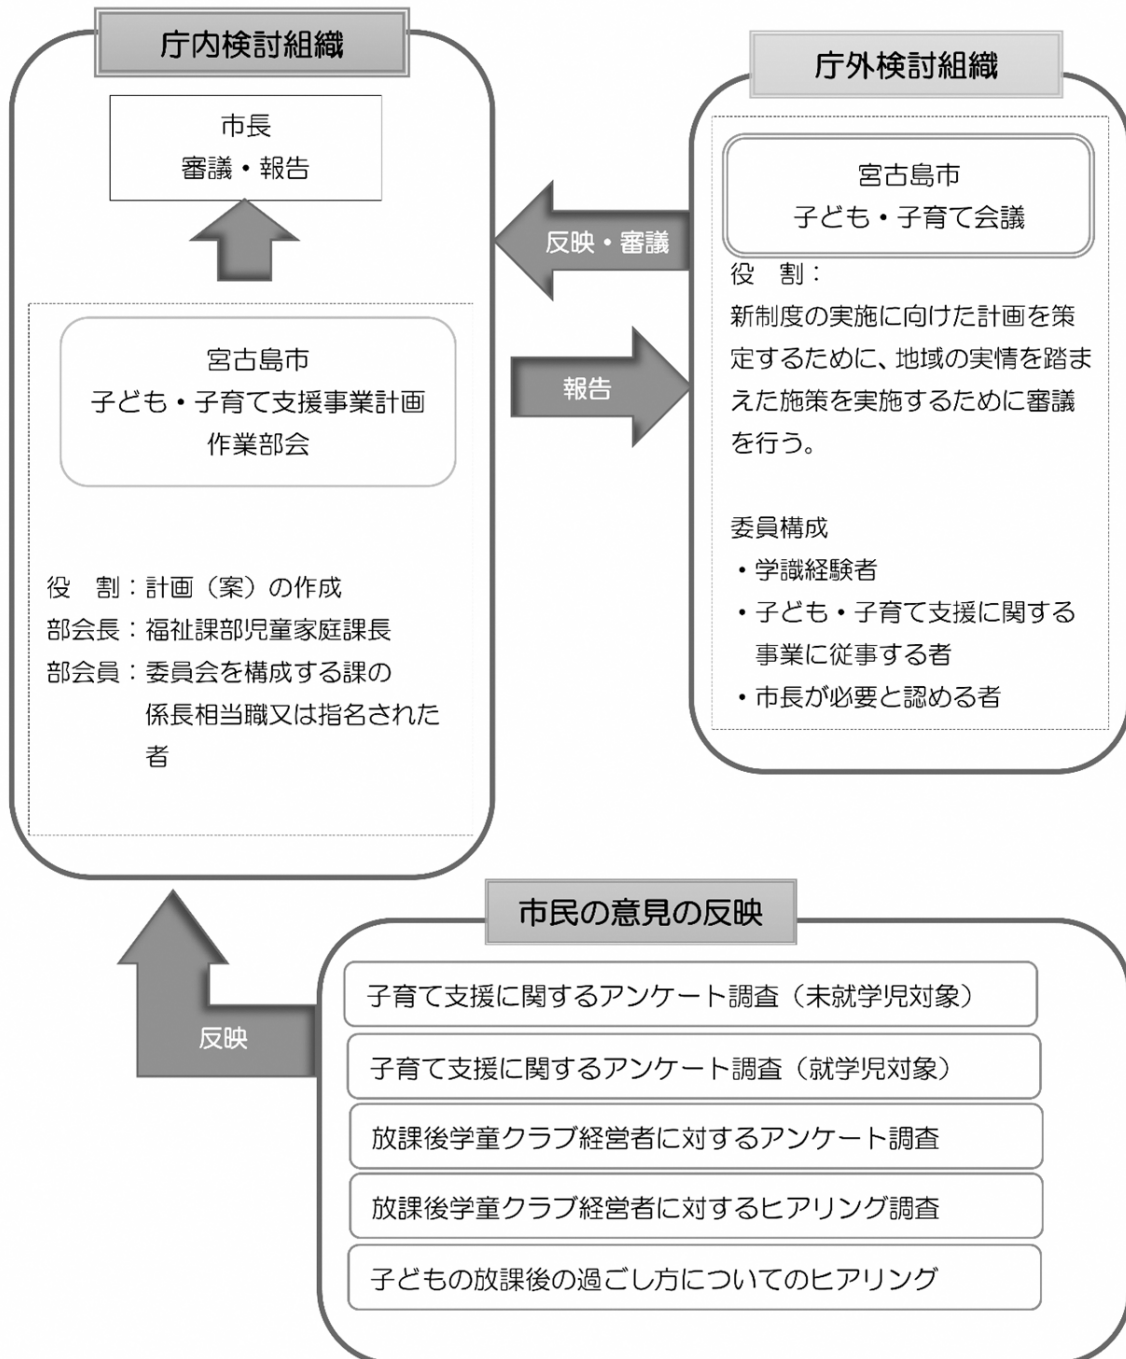 庁内検討組織
市長
審議・報告
宮古島市
子ども・子育て支援事業計画
作業部会
役　割：計画（案）の作成
部会長：福祉課部児童家庭課長
部会員：委員会を構成する課の
係長相当職又は指名された
者
反映・審議
報告
庁外検討組織
宮古島市
子ども・子育て会議
役　割：
新制度の実施に向けた計画を策
定するために、地域の実情を踏ま
えた施策を実施するために審議
を行う。
委員構成
・学識経験者
・子ども・子育て支援に関する
事業に従事する者
・市長が必要と認める者
反映
市民の意見の反映
子育て支援に関するアンケート調査（未就学児対象）
子育て支援に関するアンケート調査（就学児対象）
放課後学童クラブ経営者に対するアンケート調査
放課後学童クラブ経営者に対するヒアリング調査
子どもの放課後の過ごし方についてのヒアリング